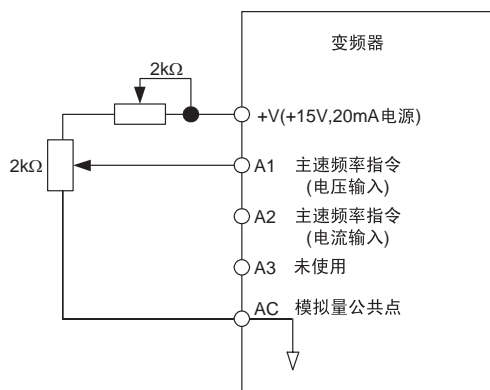 变频器
2kΩ
+V(+15V,20mA电源)
2kΩ
A1 主速频率指令
(电压输入)
A2 主速频率指令
(电流输入)
A3 未使用
AC 模拟量公共点